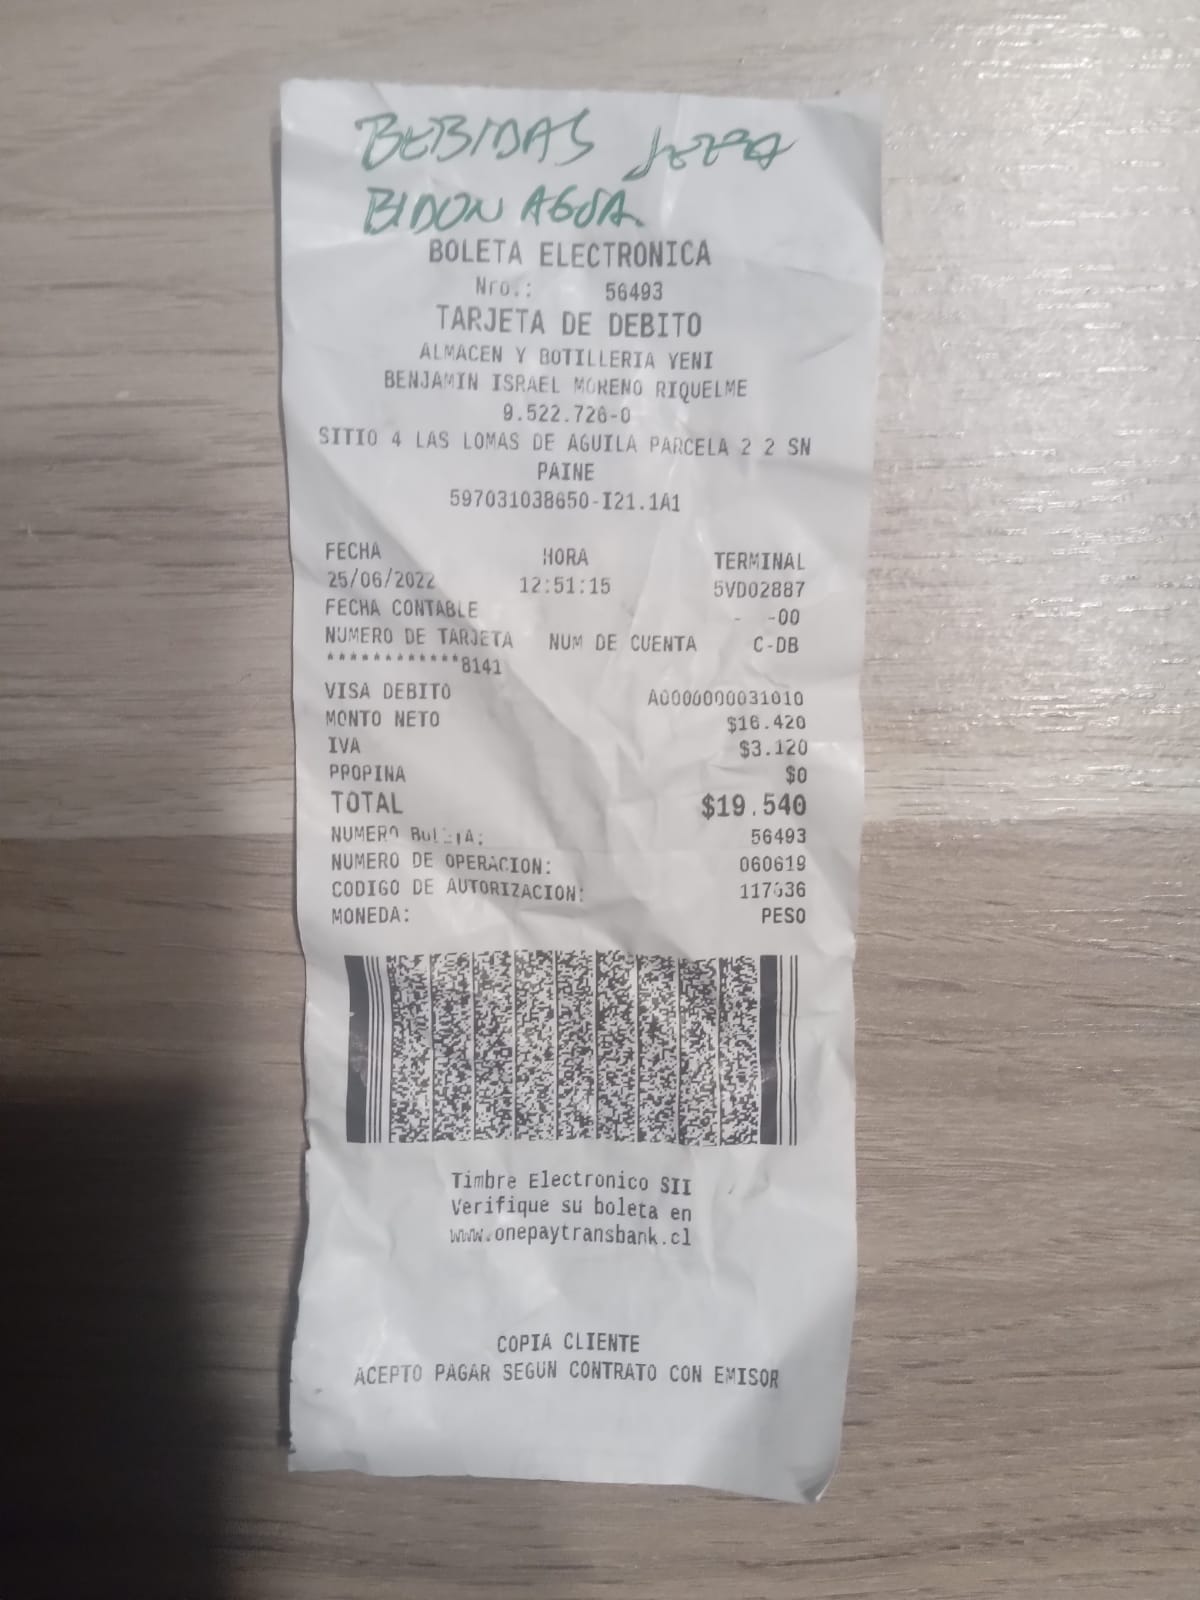 BEBIDAS
BIDON AGUA.
BOLETA ELECTRONICA
Nro.: 56493
TARJETA DE DEBITO
ALMACEN Y BOTILLERIA YENI
BENJAMIN ISRAEL MORENO RIQUELME
9.522.726-0
SITIO 4 LAS LOMAS DE AGUILA PARCELA 2 2 SN
PAINE
597031038650-I21.1A1
FECHA HORA TERMINAL
25/06/2022 12:51:15 5VD02887
FECHA CONTABLE - -00
NUMERO DE TARJETA NUM DE CUENTA C-DB
************8141
VISA DEBITO A0000000031010
MONTO NETO $16.420
IVA $3.120
PROPINA $0
TOTAL $19.540
NUMERO BOLETA: 56493
NUMERO DE OPERACION: 060619
CODIGO DE AUTORIZACION:
MONEDA: PESO
Timbre Electronico SII
Verifique su boleta en
www.onepaytransbank.cl
COPIA CLIENTE
ACEPTO PAGAR SEGUN CONTRATO CON EMISOR